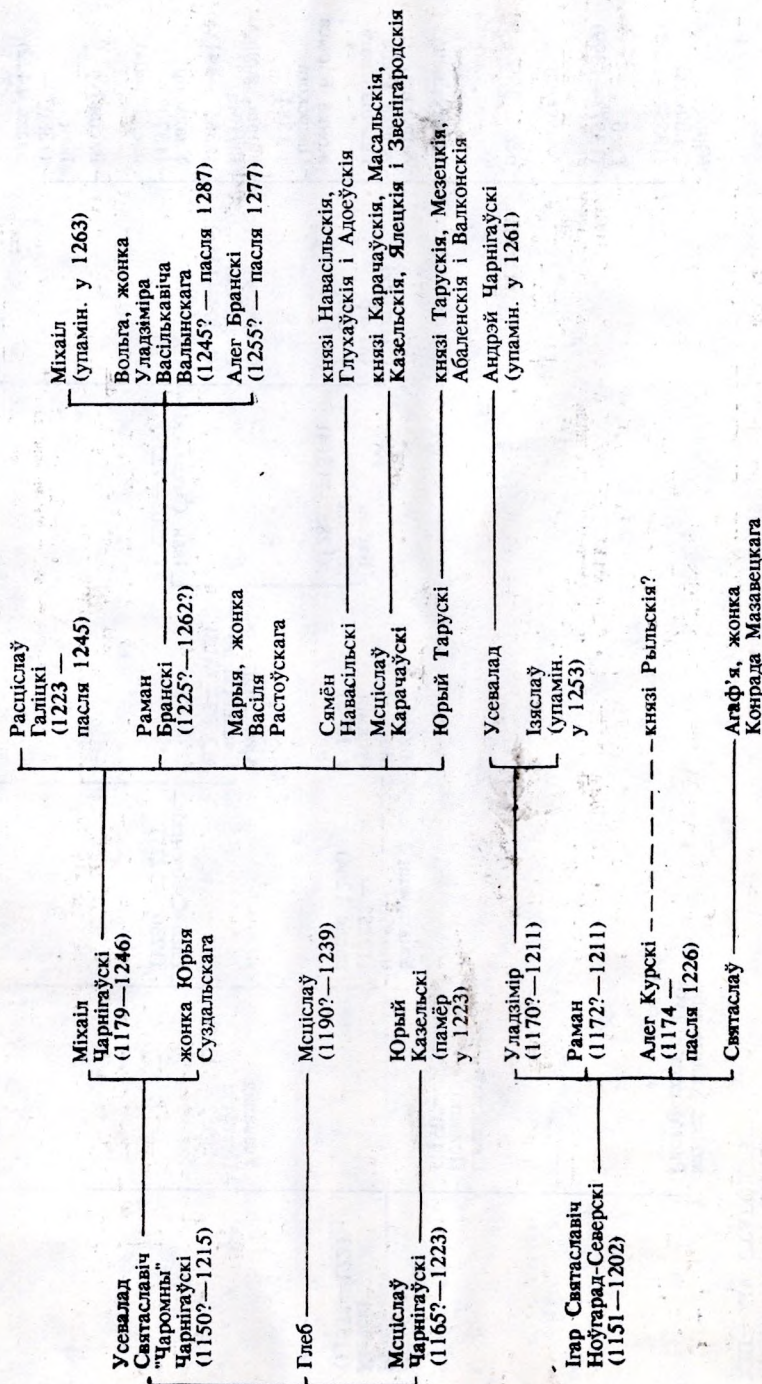 Усевалад
Святаславіч
"Чаромны"
Чарнігаўскі
(1150?—1215)
Глеб
Мсціслаў
Чарнігаўскі
(1165?—1223)
Ігар Святаславіч
Ноўгарад-Северскі
(1151—1202)
Міхаіл
Чарнігаўскі
(1179—1246)
жонка Юрыя
Суздальскага
Мсціслаў
(1190?—1239)
Юрый
Казельскі
(памёр
у 1223)
Уладзімір
(1170?—1211)
Раман
(1172?—1211)
Алег Курскі
(1174 —
пасля 1226)
Святаслаў
Расціслаў
Галіцкі
(1223 —
пасля 1245)
Раман
Бранскі
(1225?—1262?)
Марыя, жонка
Васіля
Растоўскага
Сямён
Навасільскі
Мсціслаў
Карачаўскі
Юрый Тарускі
Усевалад
Ізяслаў
(упамін.
у 1253)
князі Рыльскія?
Агаф'я, жонка
Конрада Мазавецкага
Міхаіл
(упамін. у 1263)
Вольга, жонка
Уладзіміра
Васількавіча
Валынскага
(1245? — пасля 1287)
Алег Бранскі
(1255? — пасля 1277)
князі Навасільскія,
Глухаўскія і Адоеўскія
князі Карачаўскія, Масальскія,
Казельскія, Ялецкія і Звенігародскія
князі Тарускія, Мезецкія,
Абаленскія і Валконскія
Андрэй Чарнігаўскі
(упамін. у 1261)